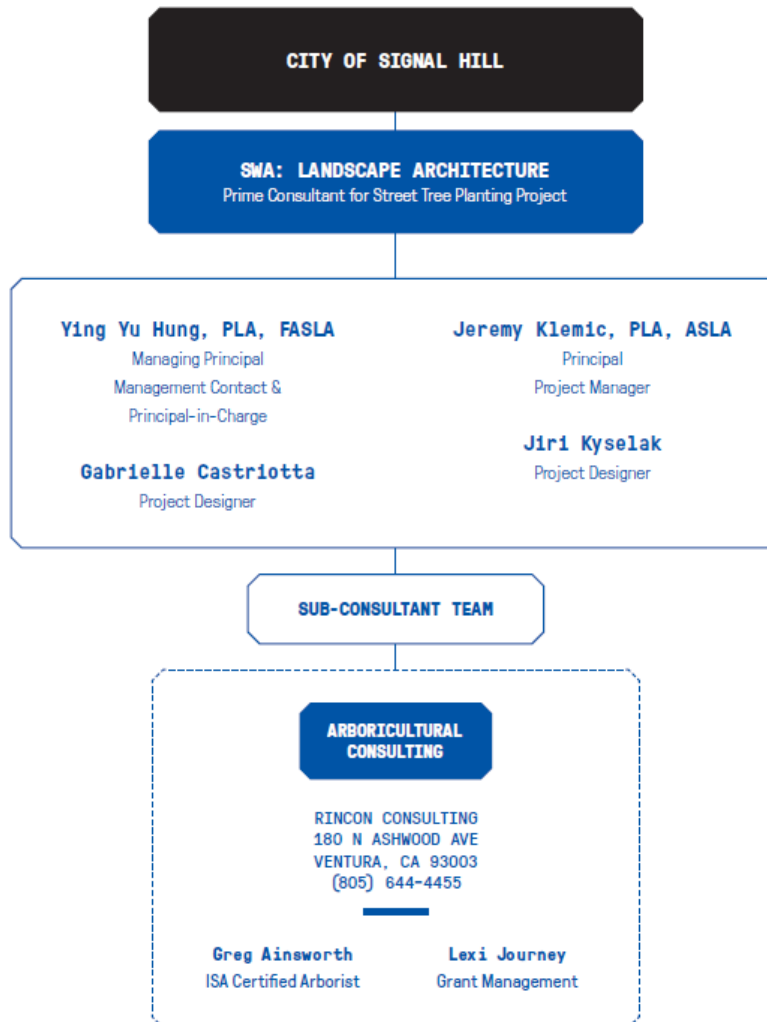 CITY OF SIGNAL HILL
SWA: LANDSCAPE ARCHITECTURE
Prime Consultant for Street Tree Planting Project
Ying Yu Hung, PLA, FASLA
Managing Principal
Management Contact &
Principal-in-Charge
Gabrielle Castriotta
Project Designer
Jeremy Klemic, PLA, ASLA
Principal
Project Manager
Jiri Kyselak
Project Designer
SUB-CONSULTANT TEAM
ARBORICULTURAL
CONSULTING
RINCON CONSULTING
180 N ASHWOOD AVE
VENTURA, CA 93003
(805) 644-4455
Greg Ainsworth
ISA Certified Arborist
Lexi Journey
Grant Management